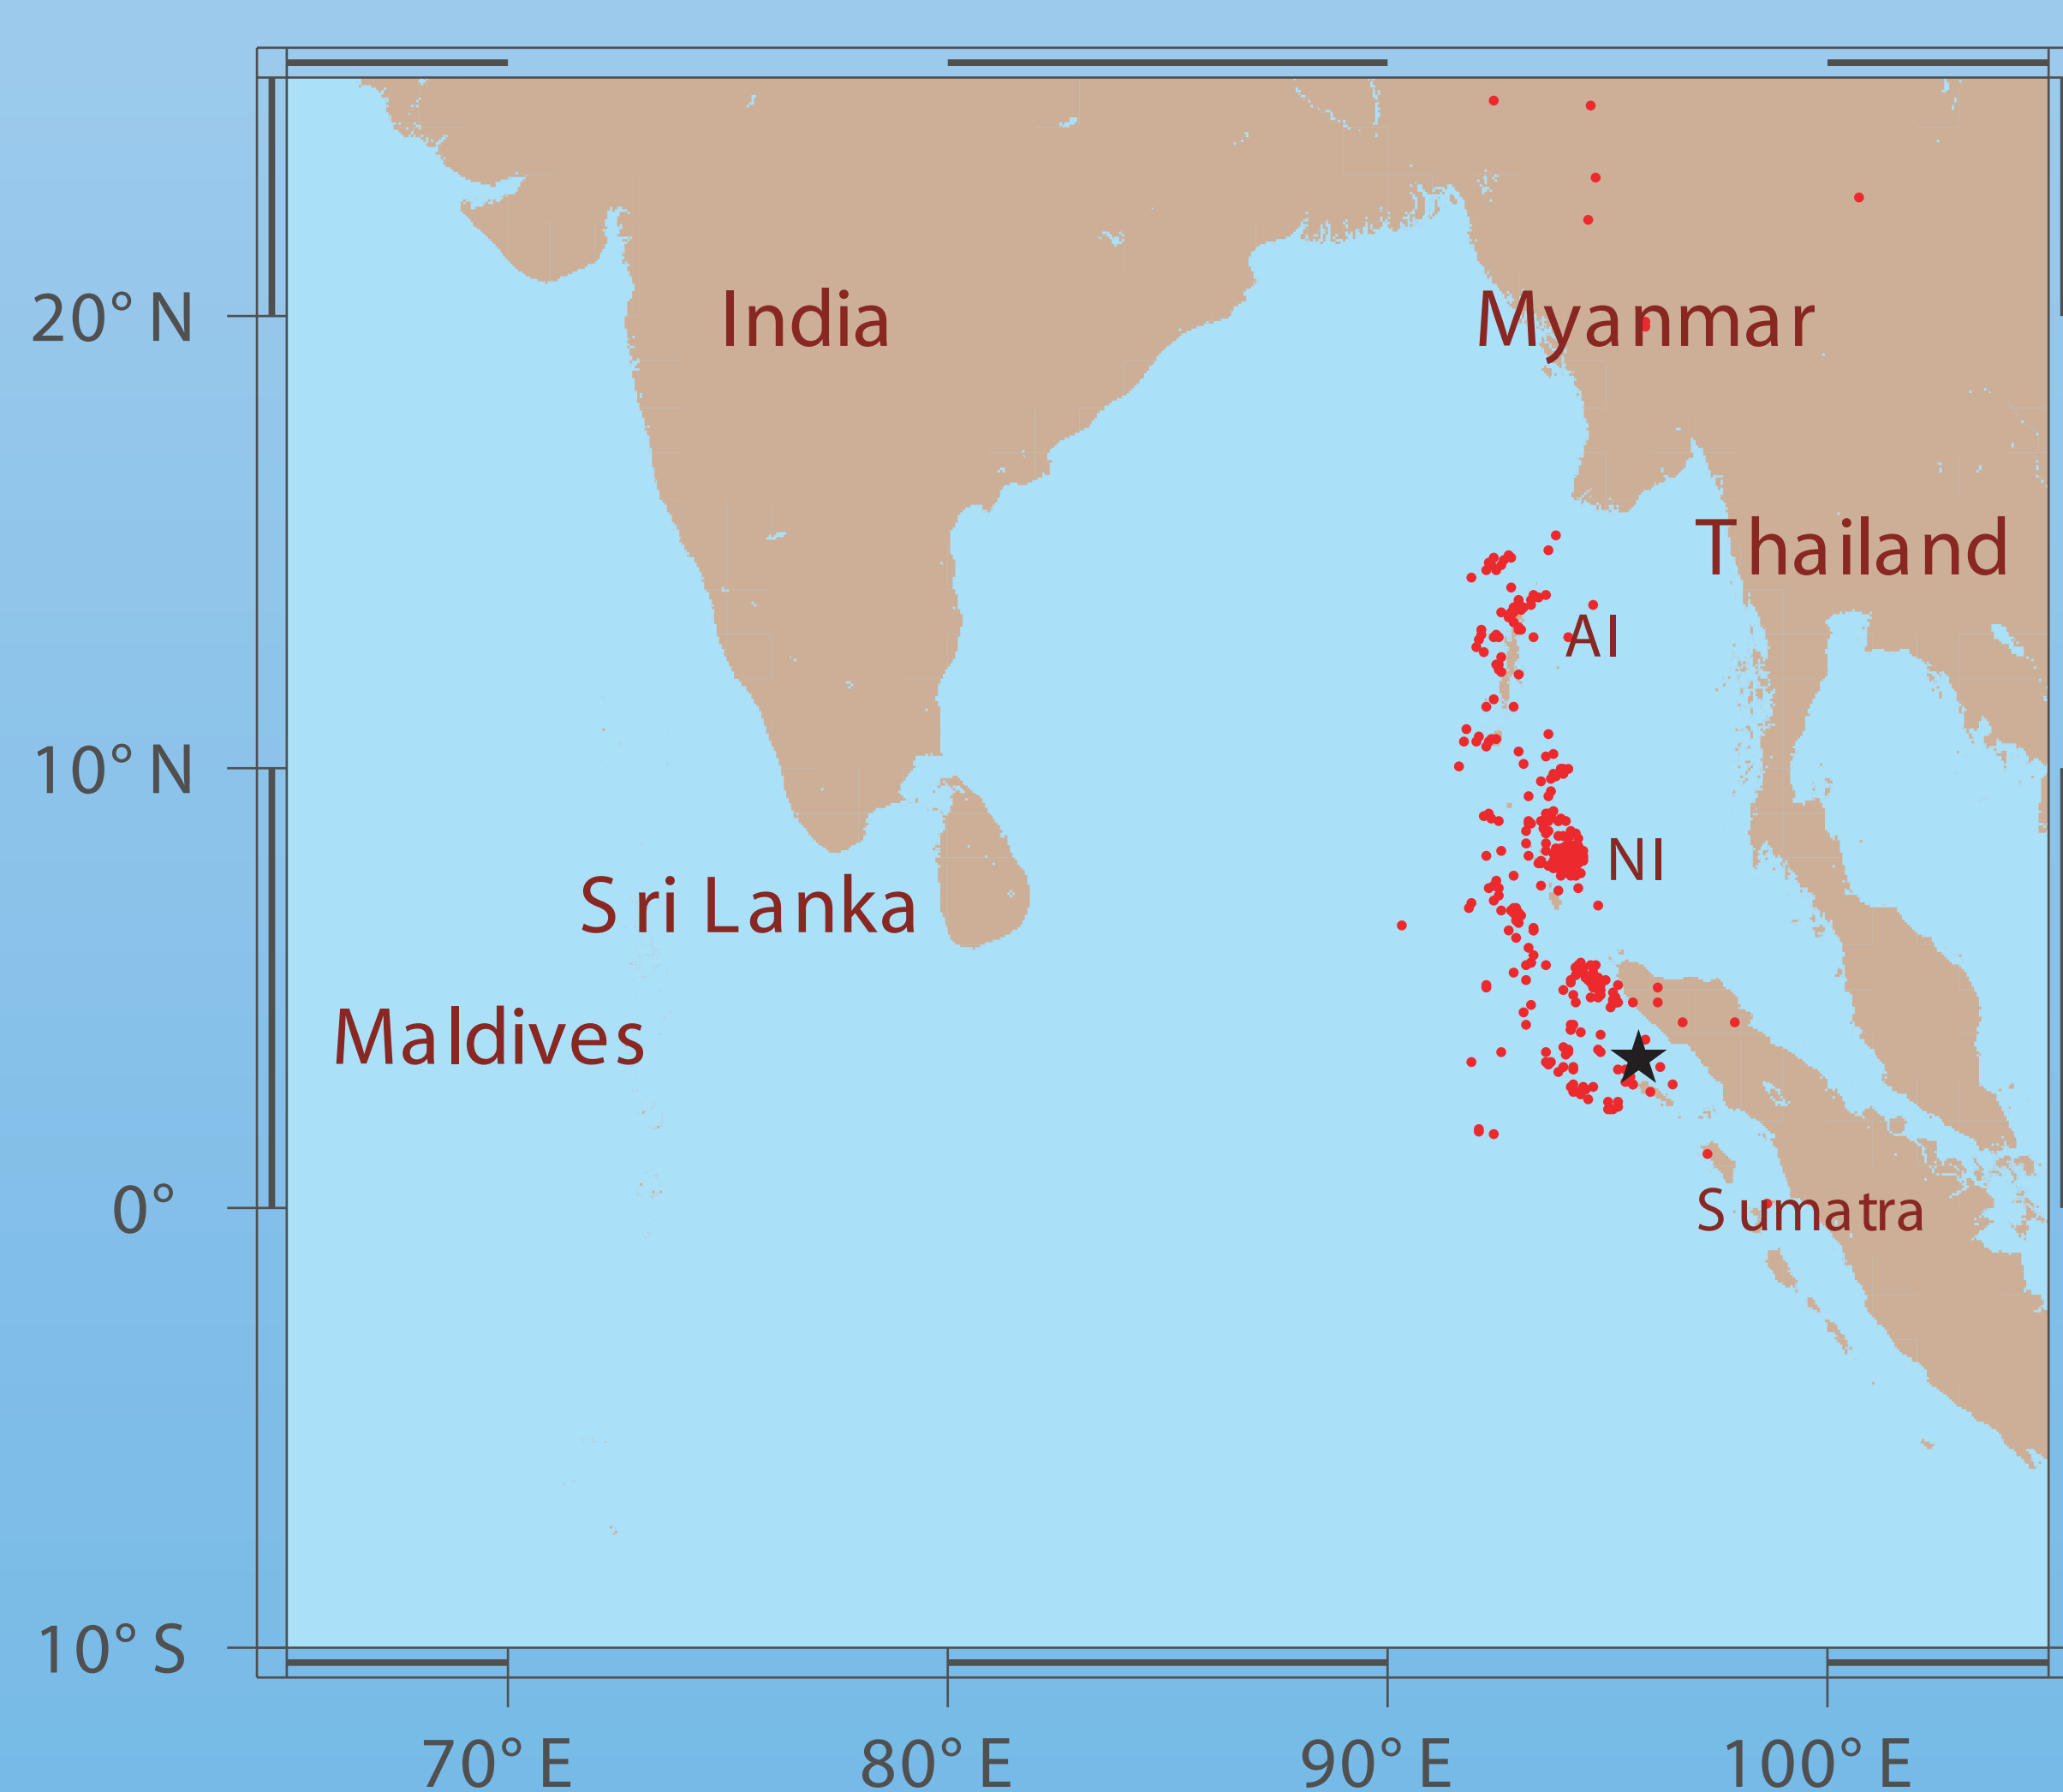 20° N
India
Myanmar
Thailand
AI
10° N
NI
Sri Lanka
Maldives
0°
Sumatra
10° S
70° E
80° E
90° E
100° E